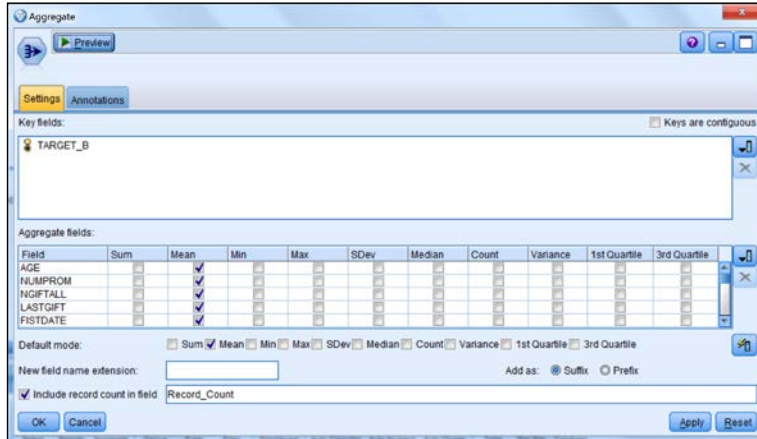 Aggregate
Preview
Settings Annotations
Key fields: Keys are contiguous
TARGET_B
Aggregate fields:
Field Sum Mean Min Max SDev Median Count Variance 1st Quartile 3rd Quartile
AGE
NUMPROM
NGIFTALL
LASTGIFT
FISTDATE
Default mode: Sum Mean Min Max SDev Median Count Variance 1st Quartile 3rd Quartile
New field name extension: Add as: Suffix Prefix
Include record count in field Record_Count
OK Cancel Apply Reset